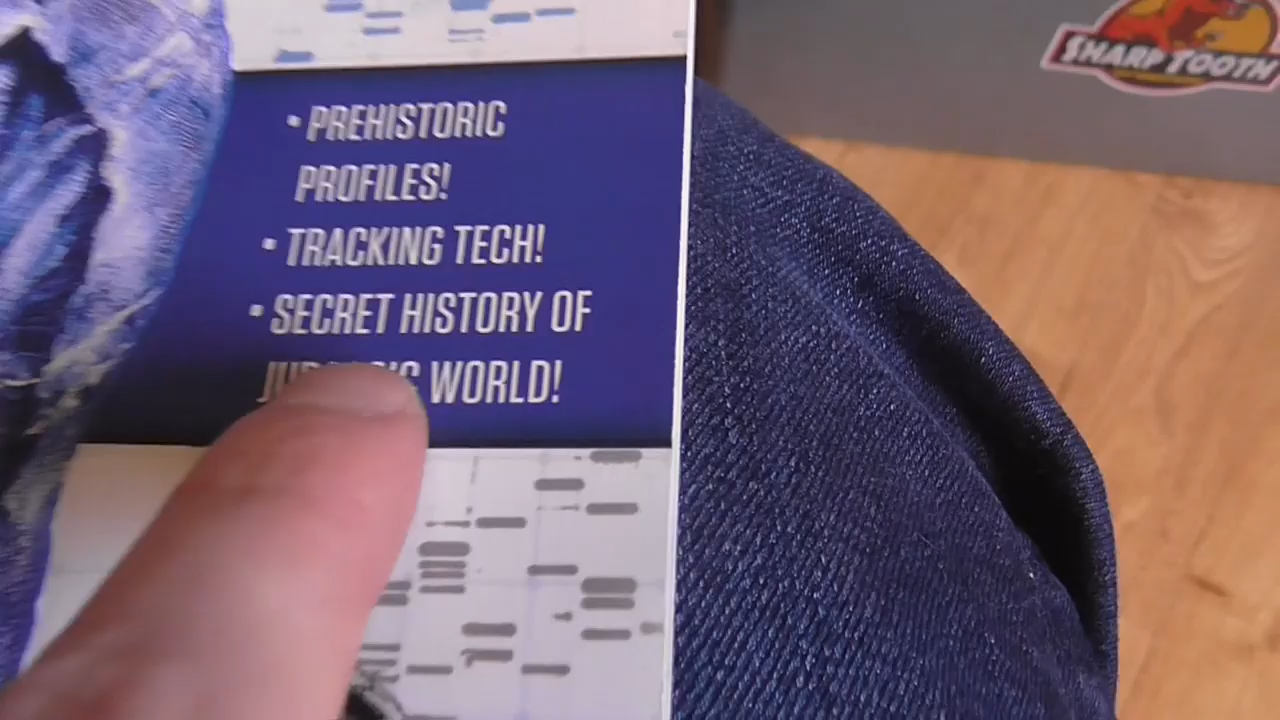 • PREHISTORIC
PROFILES!
• TRACKING TECH!
• SECRET HISTORY OF
WORLD!
SHARP TOOTH